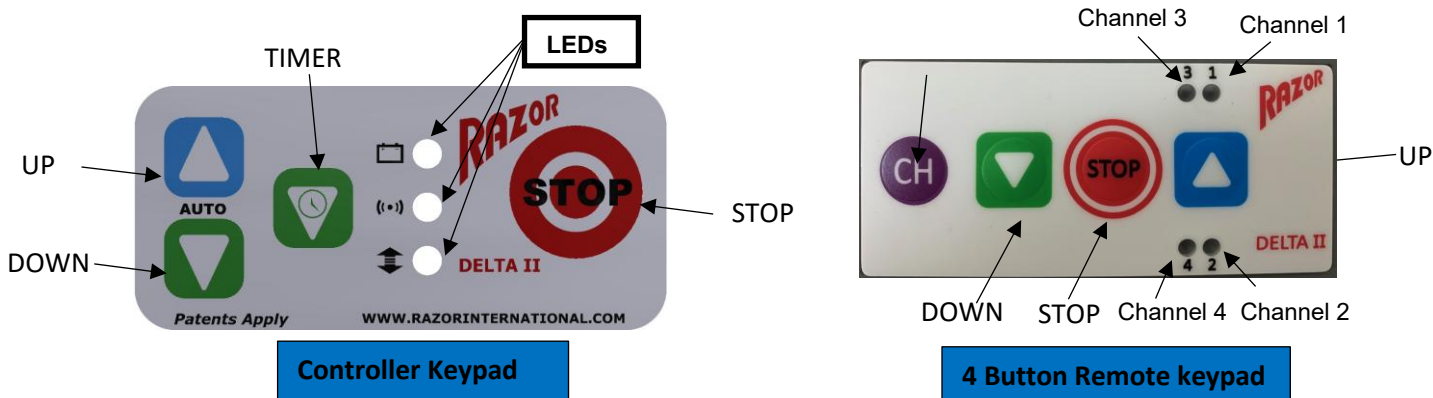 LEDs
TIMER
UP
DOWN
AUTO
RAZOR
STOP
DELTA II
Patents Apply
WWW.RAZORINTERNATIONAL.COM
STOP
Controller Keypad
Channel 3
Channel 1
3 1
RAZOR
CH
STOP
UP
DELTA II
4 2
DOWN
STOP
Channel 4
Channel 2
4 Button Remote keypad